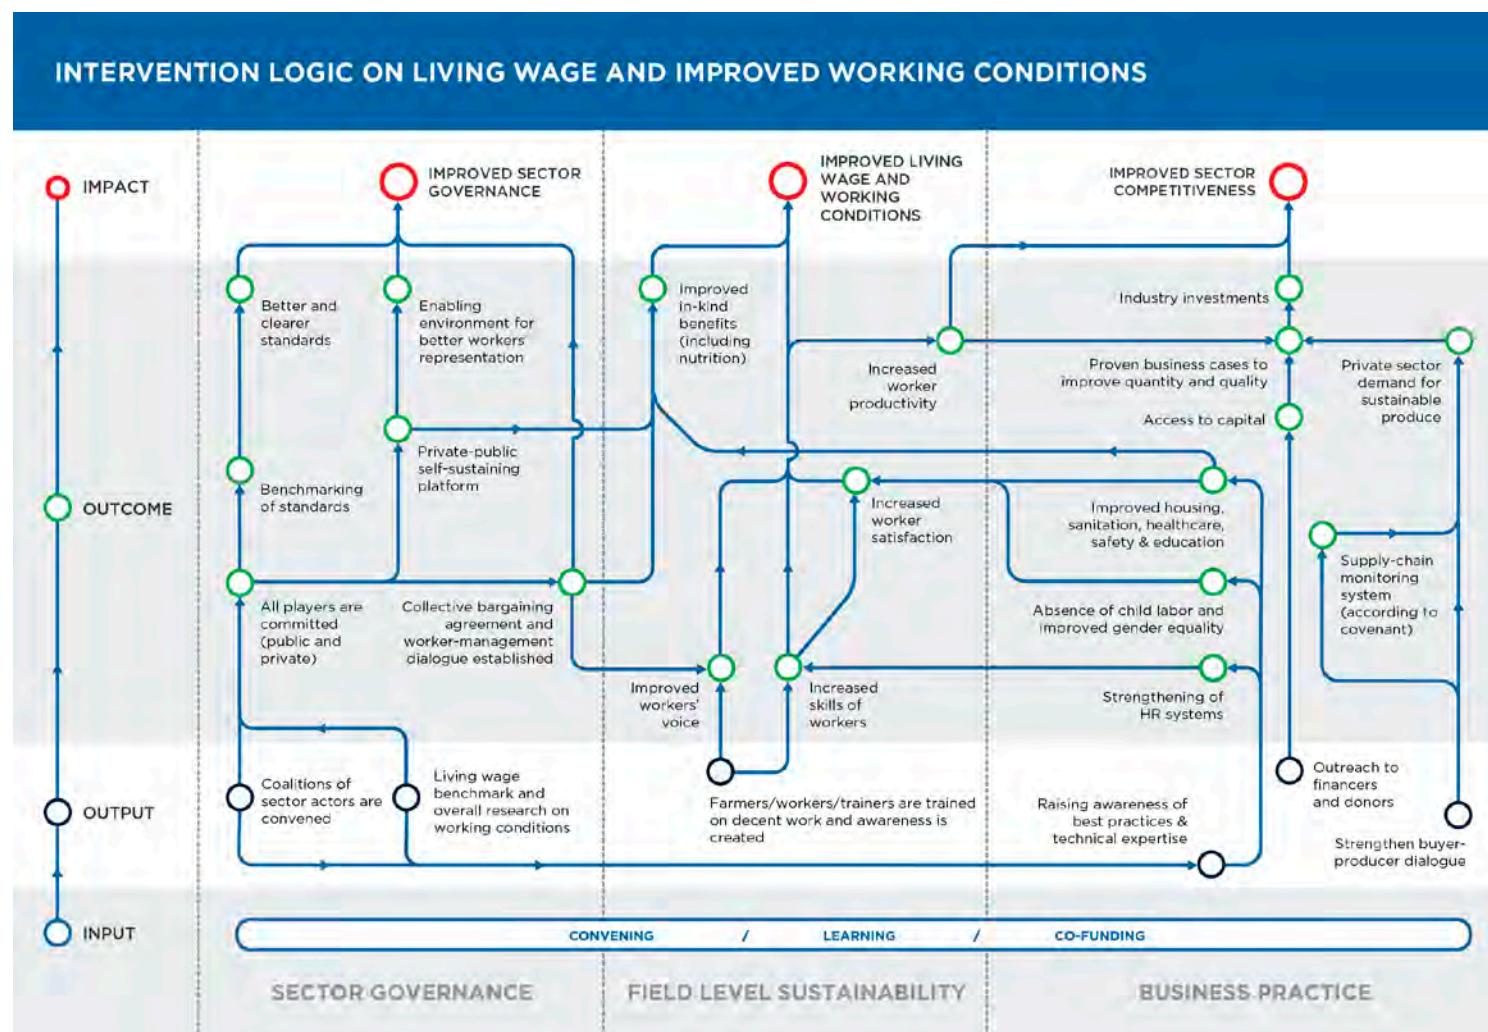 INTERVENTION LOGIC ON LIVING WAGE AND IMPROVED WORKING CONDITIONS
IMPACT
IMPROVED SECTOR
GOVERNANCE
IMPROVED LIVING
WAGE AND
WORKING
CONDITIONS
IMPROVED SECTOR
COMPETITIVENESS
Better and
clearer
standards
Enabling
environment for
better workers
representation
Improved
in-kind
benefits
(including
nutrition)
Increased
worker
productivity
Industry investments
Proven business cases to
improve quantity and quality
Private sector
demand for
sustainable
produce
Access to capital
Private-public
self-sustaining
platform
OUTCOME
Benchmarking
of standards
Increased
worker
satisfaction
Improved housing,
sanitation, healthcare,
safety & education
Supply-chain
monitoring
system
(according to
covenant)
All players are
committed
(public and
private)
Collective bargaining
agreement and
worker-management
dialogue established
Absence of child labor and
improved gender equality
Improved
workers'
voice
Increased
skills of
workers
Strengthening of
HR systems
OUTPUT
Coalitions of
sector actors are
convened
Living wage
benchmark and
overall research on
working conditions
Farmers/workers/trainers are trained
on decent work and awareness is
created
Raising awareness of
best practices &
technical expertise
Outreach to
financers
and donors
Strengthen buyer-
producer dialogue
INPUT
CONVENING / LEARNING / CO-FUNDING
SECTOR GOVERNANCE
FIELD LEVEL SUSTAINABILITY
BUSINESS PRACTICE